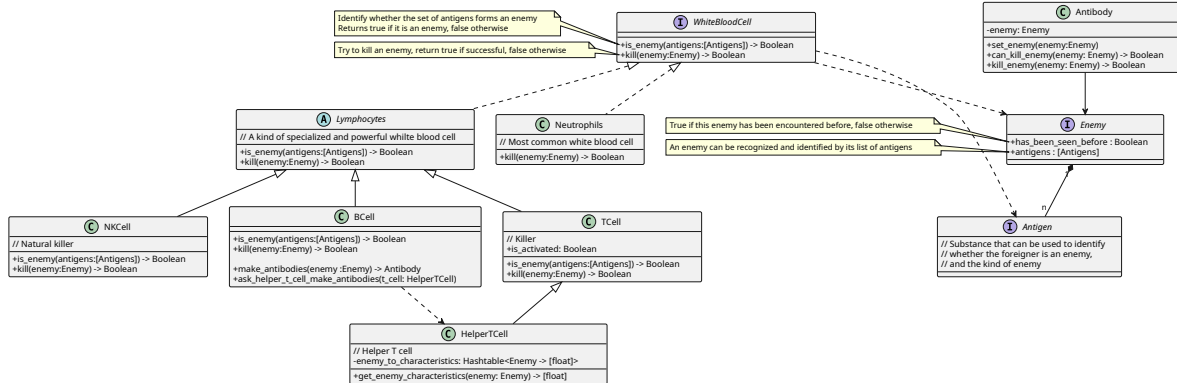 Identify whether the set of antigens forms an enemy
Returns true if it is an enemy, false otherwise
Try to kill an enemy, return true if successful, false otherwise
I WhiteBloodCell
+is_enemy(antigens:[Antigens]) -> Boolean
+kill(enemy:Enemy) -> Boolean
C Antibody
-enemy: Enemy
+set_enemy(enemy:Enemy)
+can_kill_enemy(enemy: Enemy) -> Boolean
+kill_enemy(enemy: Enemy) -> Boolean
A Lymphocytes
// A kind of specialized and powerful whilte blood cell
+is_enemy(antigens:[Antigens]) -> Boolean
+kill(enemy:Enemy) -> Boolean
C Neutrophils
// Most common white blood cell
+kill(enemy:Enemy) -> Boolean
True if this enemy has been encountered before, false otherwise
An enemy can be recognized and identified by its list of antigens
I Enemy
+has_been_seen_before : Boolean
+antigens : [Antigens]
n
C NKCell
// Natural killer
+is_enemy(antigens:[Antigens]) -> Boolean
+kill(enemy:Enemy) -> Boolean
C BCell
+is_enemy(antigens:[Antigens]) -> Boolean
+kill(enemy:Enemy) -> Boolean
+make_antibodies(enemy :Enemy) -> Antibody
+ask_helper_t_cell_make_antibodies(t_cell: HelperTCell)
C TCell
// Killer
+is_activated: Boolean
+is_enemy(antigens:[Antigens]) -> Boolean
+kill(enemy:Enemy) -> Boolean
I Antigen
// Substance that can be used to identify
// whether the foreigner is an enemy,
// and the kind of enemy
C HelperTCell
// Helper T cell
-enemy_to_characteristics: Hashtable<Enemy -> [float]>
+get_enemy_characteristics(enemy: Enemy) -> [float]